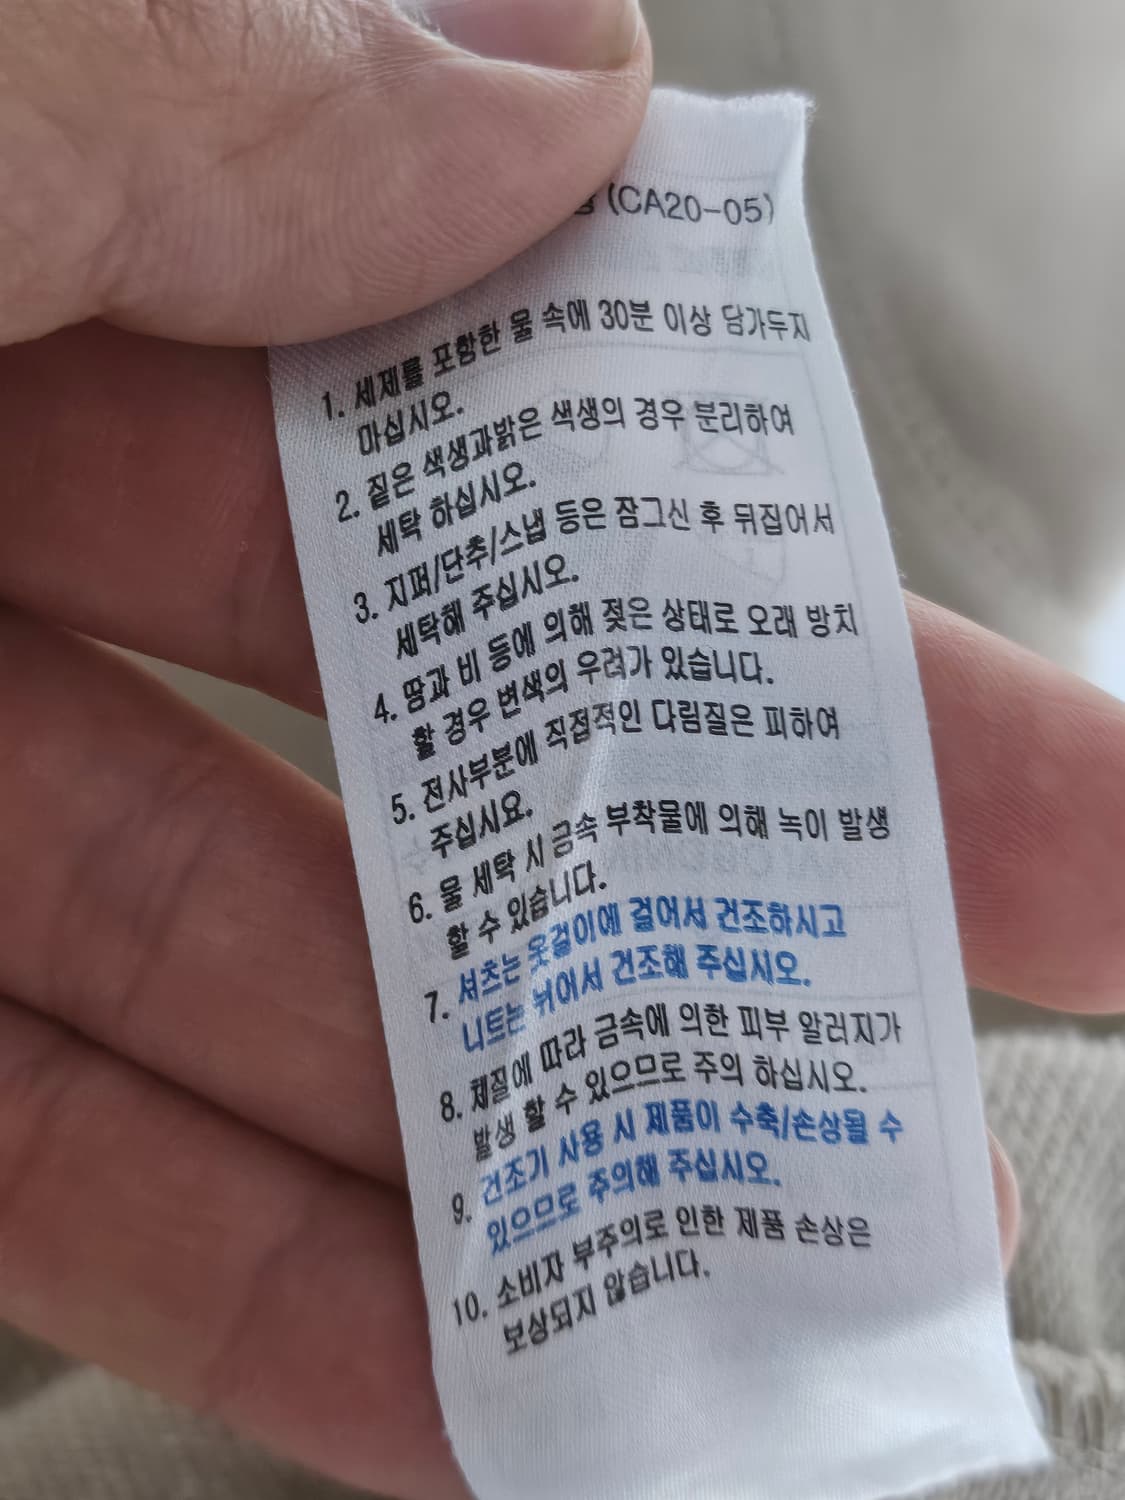 (CA20-05)
1. 세제를 포함한 물 속에 30분 이상 담가두지
마십시오.
2. 짙은 색생과밝은 색생의 경우 분리하여
세탁 하십시오.
3. 지퍼/단추/스냅 등은 잠그신 후 뒤집어서
세탁해 주십시오.
4. 땀과 비 등에 의해 젖은 상태로 오래 방치
할 경우 변색의 우려가 있습니다.
5. 전사부분에 직접적인 다림질은 피하여
주십시요.
6. 물 세탁 시 금속 부착물에 의해 녹이 발생
할 수 있습니다.
7. 셔츠는 옷걸이에 걸어서 건조하시고
니트는 뉘어서 건조해 주십시오.
8. 체질에 따라 금속에 의한 피부 알러지가
발생 할 수 있으므로 주의 하십시오.
9. 건조기 사용 시 제품이 수축/손상될 수
있으므로 주의해 주십시오.
10. 소비자 부주의로 인한 제품 손상은
보상되지 않습니다.